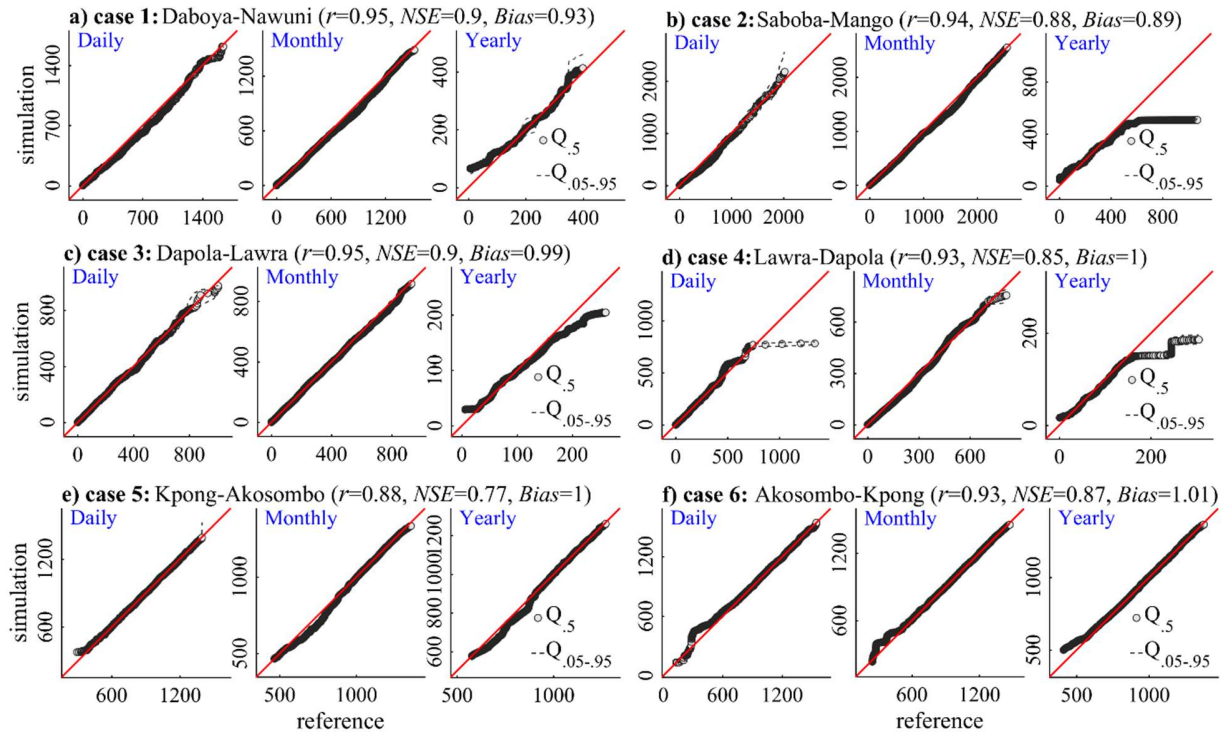 a) case 1: Daboya-Nawuni (r=0.95, NSE=0.9, Bias=0.93)
b) case 2: Saboba-Mango (r=0.94, NSE=0.88, Bias=0.89)
Daily Monthly Yearly
Daily Monthly Yearly
simulation
0 700 1400
0 600 1200
0 200 400
0 1000 2000
0 1000 2000
0 400 800
Q.5
--Q.05-.95
Q.5
--Q.05-.95
0 700 1400
0 600 1200
0 200 400
0 1000 2000
0 1000 2000
0 400 800
c) case 3: Dapola-Lawra (r=0.95, NSE=0.9, Bias=0.99)
d) case 4: Lawra-Dapola (r=0.93, NSE=0.85, Bias=1)
Daily Monthly Yearly
Daily Monthly Yearly
simulation
0 400 800
0 400 800
0 100 200
0 500 1000
0 300 600
0 200
Q.5
--Q.05-.95
Q.5
--Q.05-.95
0 400 800
0 400 800
0 100 200
0 500 1000
0 300 600
0 200
e) case 5: Kpong-Akosombo (r=0.88, NSE=0.77, Bias=1)
f) case 6: Akosombo-Kpong (r=0.93, NSE=0.87, Bias=1.01)
Daily Monthly Yearly
Daily Monthly Yearly
simulation
600 1200
500 1000
600 800 1000 1200
0 600 1200
600 1200
500 1000
Q.5
--Q.05-.95
Q.5
--Q.05-.95
600 1200
500 1000
600 1000
0 600 1200
600 1200
500 1000
reference
reference